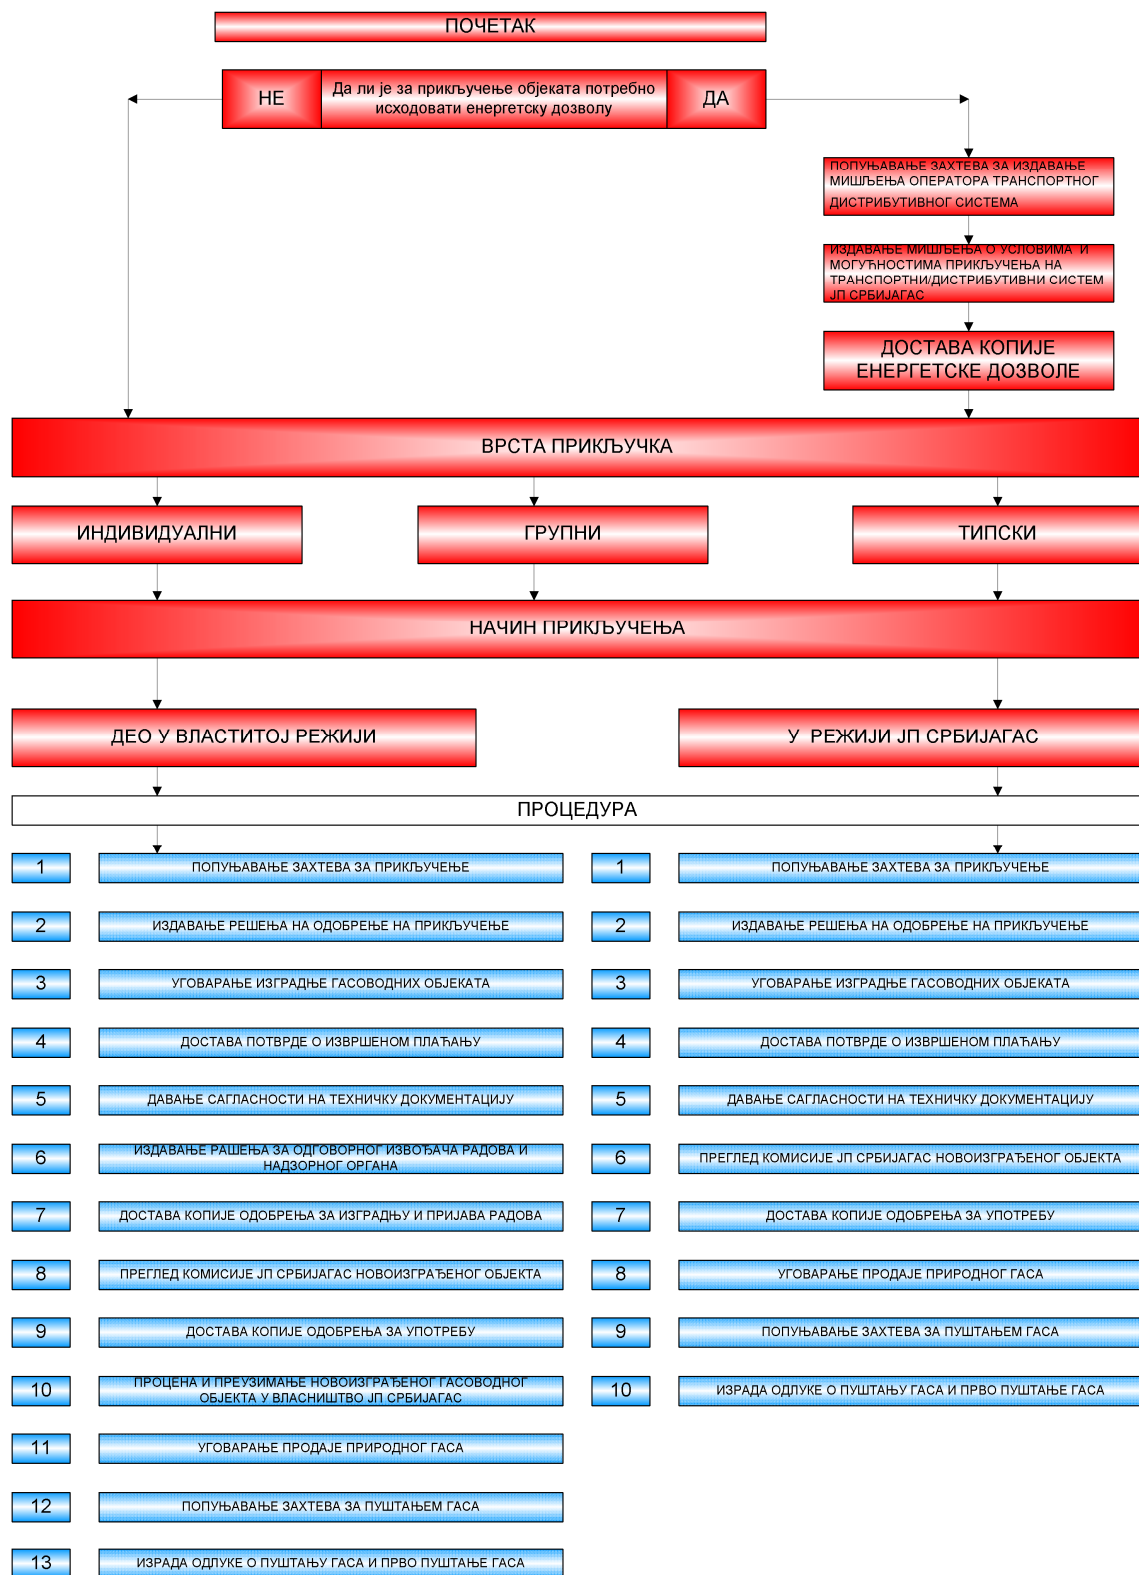 ПОЧЕТАК
НЕ
Да ли је за прикључење објеката потребно
исходовати енергетску дозволу
ДА
ПОПУЊАВАЊЕ ЗАХТЕВА ЗА ИЗДАВАЊЕ
МИШЉЕЊА ОПЕРАТОРА ТРАНСПОРТНОГ
ДИСТРИБУТИВНОГ СИСТЕМА
ИЗДАВАЊЕ МИШЉЕЊА О УСЛОВИМА И
МОГУЋНОСТИМА ПРИКЉУЧЕЊА НА
ТРАНСПОРТНИ/ДИСТРИБУТИВНИ СИСТЕМ
ЈП СРБИЈАГАС
ДОСТАВА КОПИЈЕ
ЕНЕРГЕТСКЕ ДОЗВОЛЕ
ВРСТА ПРИКЉУЧКА
ИНДИВИДУАЛНИ
ГРУПНИ
ТИПСКИ
НАЧИН ПРИКЉУЧЕЊА
ДЕО У ВЛАСТИТОЈ РЕЖИЈИ
У РЕЖИЈИ ЈП СРБИЈАГАС
ПРОЦЕДУРА
1
ПОПУЊАВАЊЕ ЗАХТЕВА ЗА ПРИКЉУЧЕЊЕ
2
ИЗДАВАЊЕ РЕШЕЊА НА ОДОБРЕЊЕ НА ПРИКЉУЧЕЊЕ
3
УГОВАРАЊЕ ИЗГРАДЊЕ ГАСОВОДНИХ ОБЈЕКАТА
4
ДОСТАВА ПОТВРДЕ О ИЗВРШЕНОМ ПЛАЋАЊУ
5
ДАВАЊЕ САГЛАСНОСТИ НА ТЕХНИЧКУ ДОКУМЕНТАЦИЈУ
6
ИЗДАВАЊЕ РАШЕЊА ЗА ОДГОВОРНОГ ИЗВОЂАЧА РАДОВА И
НАДЗОРНОГ ОРГАНА
7
ДОСТАВА КОПИЈЕ ОДОБРЕЊА ЗА ИЗГРАДЊУ И ПРИЈАВА РАДОВА
8
ПРЕГЛЕД КОМИСИЈЕ ЈП СРБИЈАГАС НОВОИЗГРАЂЕНОГ ОБЈЕКТА
9
ДОСТАВА КОПИЈЕ ОДОБРЕЊА ЗА УПОТРЕБУ
10
ПРОЦЕНА И ПРЕУЗИМАЊЕ НОВОИЗГРАЂЕНОГ ГАСОВОДНОГ
ОБЈЕКТА У ВЛАСНИШТВО ЈП СРБИЈАГАС
11
УГОВАРАЊЕ ПРОДАЈЕ ПРИРОДНОГ ГАСА
12
ПОПУЊАВАЊЕ ЗАХТЕВА ЗА ПУШТАЊЕМ ГАСА
13
ИЗРАДА ОДЛУКЕ О ПУШТАЊУ ГАСА И ПРВО ПУШТАЊЕ ГАСА
1
ПОПУЊАВАЊЕ ЗАХТЕВА ЗА ПРИКЉУЧЕЊЕ
2
ИЗДАВАЊЕ РЕШЕЊА НА ОДОБРЕЊЕ НА ПРИКЉУЧЕЊЕ
3
УГОВАРАЊЕ ИЗГРАДЊЕ ГАСОВОДНИХ ОБЈЕКАТА
4
ДОСТАВА ПОТВРДЕ О ИЗВРШЕНОМ ПЛАЋАЊУ
5
ДАВАЊЕ САГЛАСНОСТИ НА ТЕХНИЧКУ ДОКУМЕНТАЦИЈУ
6
ПРЕГЛЕД КОМИСИЈЕ ЈП СРБИЈАГАС НОВОИЗГРАЂЕНОГ ОБЈЕКТА
7
ДОСТАВА КОПИЈЕ ОДОБРЕЊА ЗА УПОТРЕБУ
8
УГОВАРАЊЕ ПРОДАЈЕ ПРИРОДНОГ ГАСА
9
ПОПУЊАВАЊЕ ЗАХТЕВА ЗА ПУШТАЊЕМ ГАСА
10
ИЗРАДА ОДЛУКЕ О ПУШТАЊУ ГАСА И ПРВО ПУШТАЊЕ ГАСА